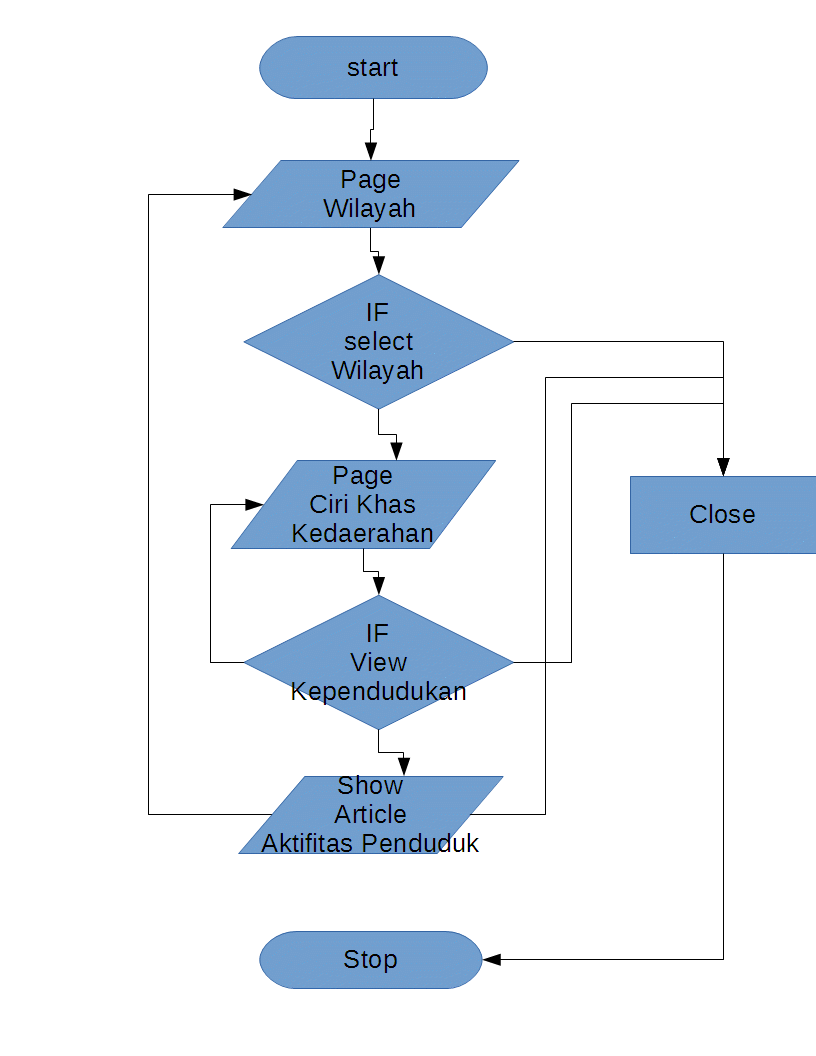 start
Page
Wilayah
IF
select
Wilayah
Page
Ciri Khas
Kedaerahan
Close
IF
View
Kependudukan
Show
Article
Aktifitas Penduduk
Stop